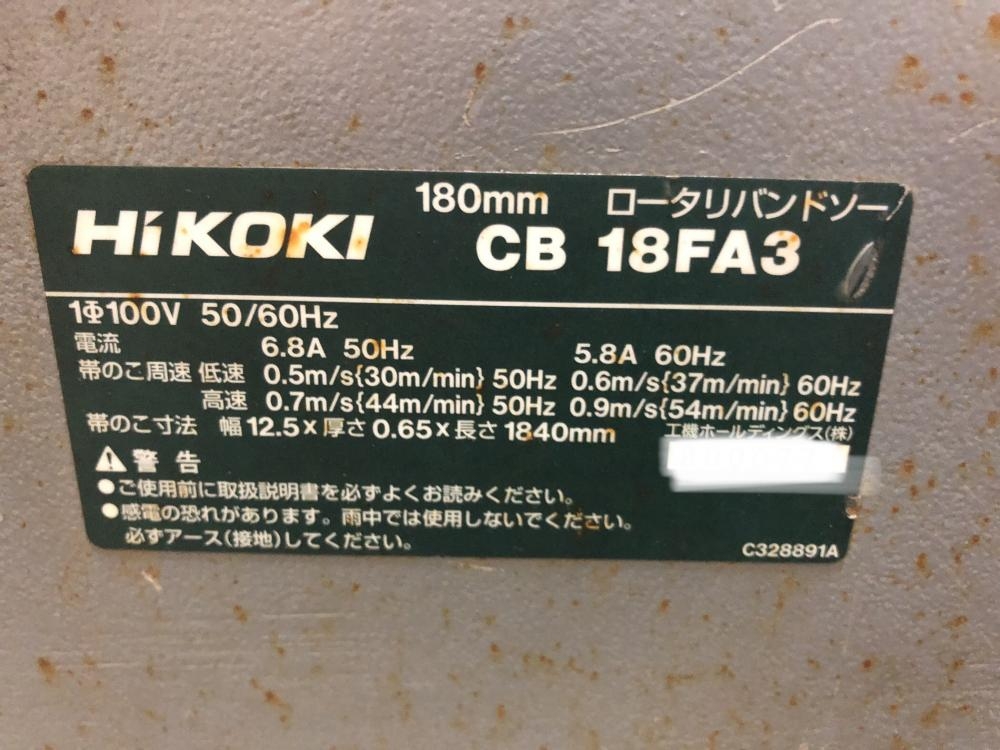 180mm ロータリバンドソー
HiKOKI CB 18FA3
1Φ100V 50/60Hz
電流 6.8A 50Hz 5.8A 60Hz
帯のこ周速 低速 0.5m/s{30m/min} 50Hz 0.6m/s{37m/min} 60Hz
高速 0.7m/s{44m/min} 50Hz 0.9m/s{54m/min} 60Hz
帯のこ寸法 幅12.5×厚さ0.65×長さ1840mm
工機ホールディングス(株)
警告
●ご使用前に取扱説明書を必ずよくお読みください。
●感電の恐れがあります。雨中では使用しないでください。
必ずアース(接地)してください。
C328891A